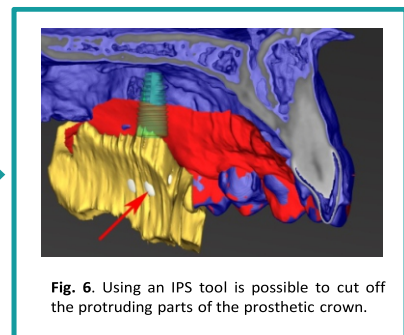 Fig. 6. Using an IPS tool is possible to cut off
the protruding parts of the prosthetic crown.